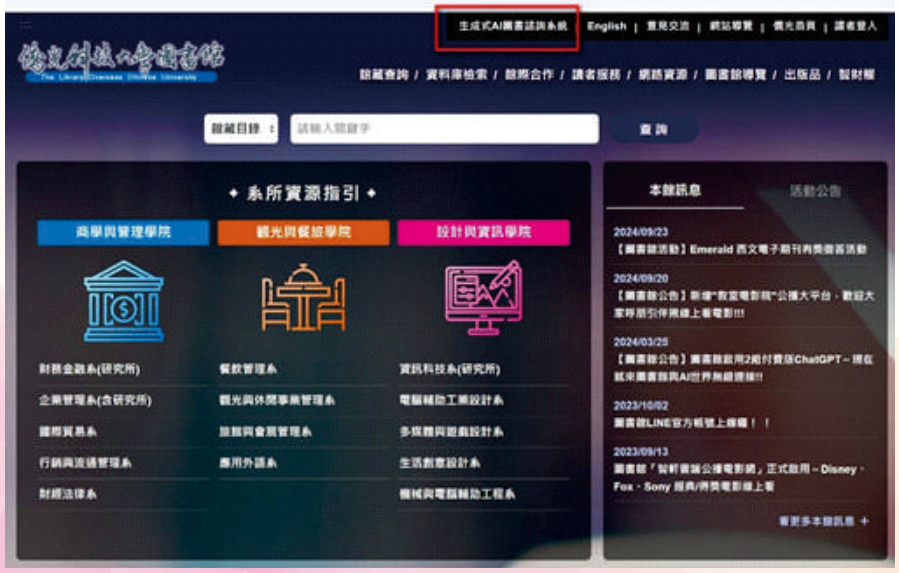 生成式AI圖書諮詢系統 | English | 意見交流 | 網站導覽 | 僑光首頁 | 讀者登入
僑光科技大學圖書館
The Library Overseas Chinese University
館藏查詢 / 資料庫檢索 / 館際合作 / 讀者服務 / 網路資源 / 圖書館導覽 / 出版品 / 智財權
館藏目錄
請輸入關鍵字
查詢
系所資源指引
商學與管理學院
觀光與餐旅學院
設計與資訊學院
財務金融系(研究所)
餐飲管理系
資訊科技系(研究所)
企業管理系(含研究所)
觀光與休閒事業管理系
電腦輔助工業設計系
國際貿易系
旅館與會展管理系
多媒體與遊戲設計系
行銷與流通管理系
應用外語系
生活創意設計系
財經法律系
機械與電腦輔助工程系
本館訊息
活動公告
2024/09/23
【圖書館活動】Emerald 西文電子期刊有獎徵答活動
2024/09/20
【圖書館公告】新增"教室電影院"公播大平台，歡迎大
家呼朋引伴揪線上看電影!!!
2024/03/25
【圖書館公告】圖書館啟用2組付費版ChatGPT～現在
就來圖書館與AI世界無縫連接!!
2023/10/02
圖書館LINE官方帳號上線囉！！
2023/09/13
圖書館「智軒雲端公播電影網」正式啟用～Disney、
Fox、Sony 經典/得獎電影線上看
看更多本館訊息 +